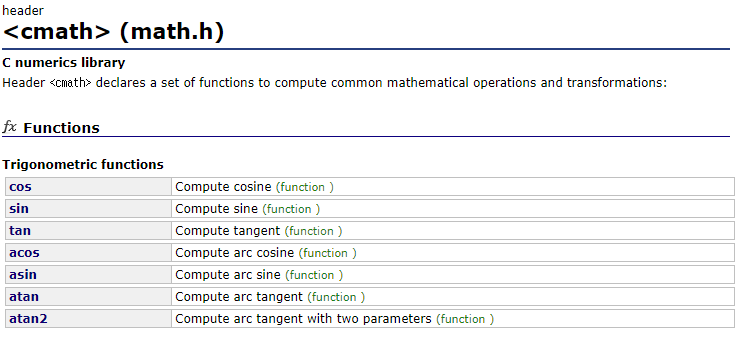 header
<cmath> (math.h)
C numerics library
Header <cmath> declares a set of functions to compute common mathematical operations and transformations:
fx Functions
Trigonometric functions
cos Compute cosine (function )
sin Compute sine (function )
tan Compute tangent (function )
acos Compute arc cosine (function )
asin Compute arc sine (function )
atan Compute arc tangent (function )
atan2 Compute arc tangent with two parameters (function )